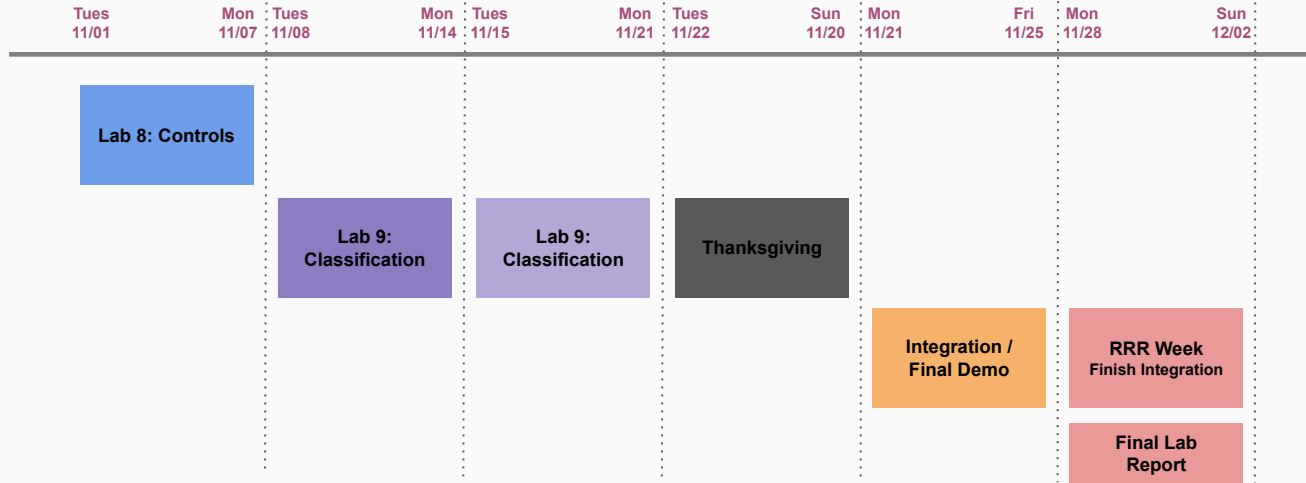 Tues Mon Tues Mon Tues Mon Tues Sun Mon Fri Mon Sun
11/01 11/07 11/08 11/14 11/15 11/21 11/22 11/20 11/21 11/25 11/28 12/02
Lab 8: Controls
Lab 9:
Classification
Lab 9:
Classification
Thanksgiving
Integration /
Final Demo
RRR Week
Finish Integration
Final Lab
Report